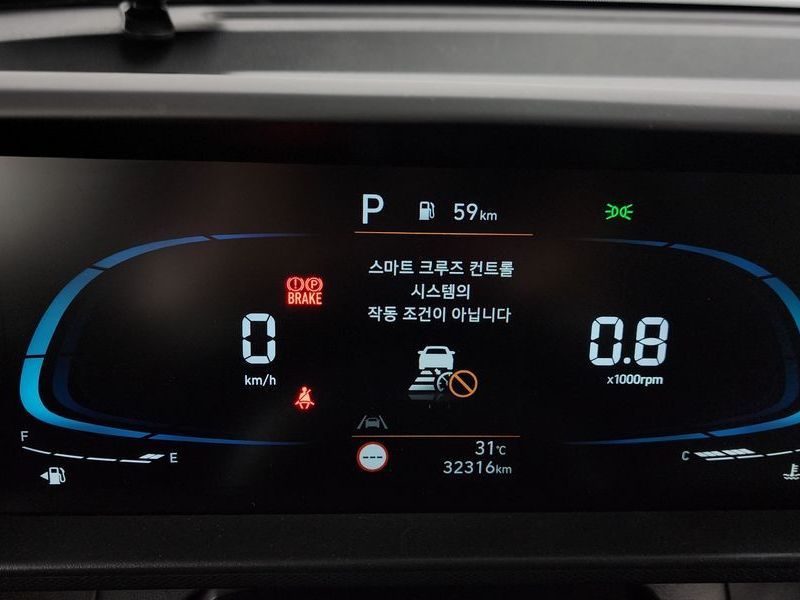 P 59km
스마트 크루즈 컨트롤
시스템의
작동 조건이 아닙니다
(!) (P)
BRAKE
0
km/h
0.8
x1000rpm
F
E
C
---
31℃
32316km